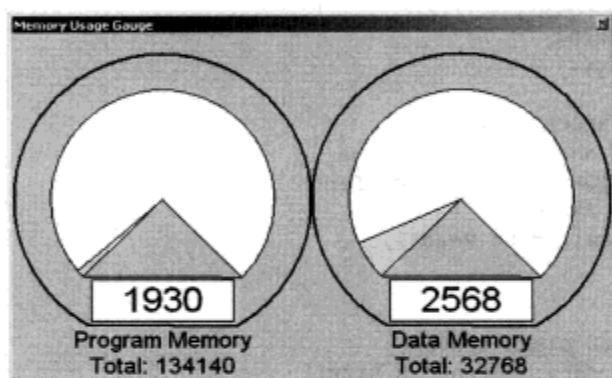 Memory Usage Gauge
1930
2568
Program Memory
Data Memory
Total: 134140
Total: 32768